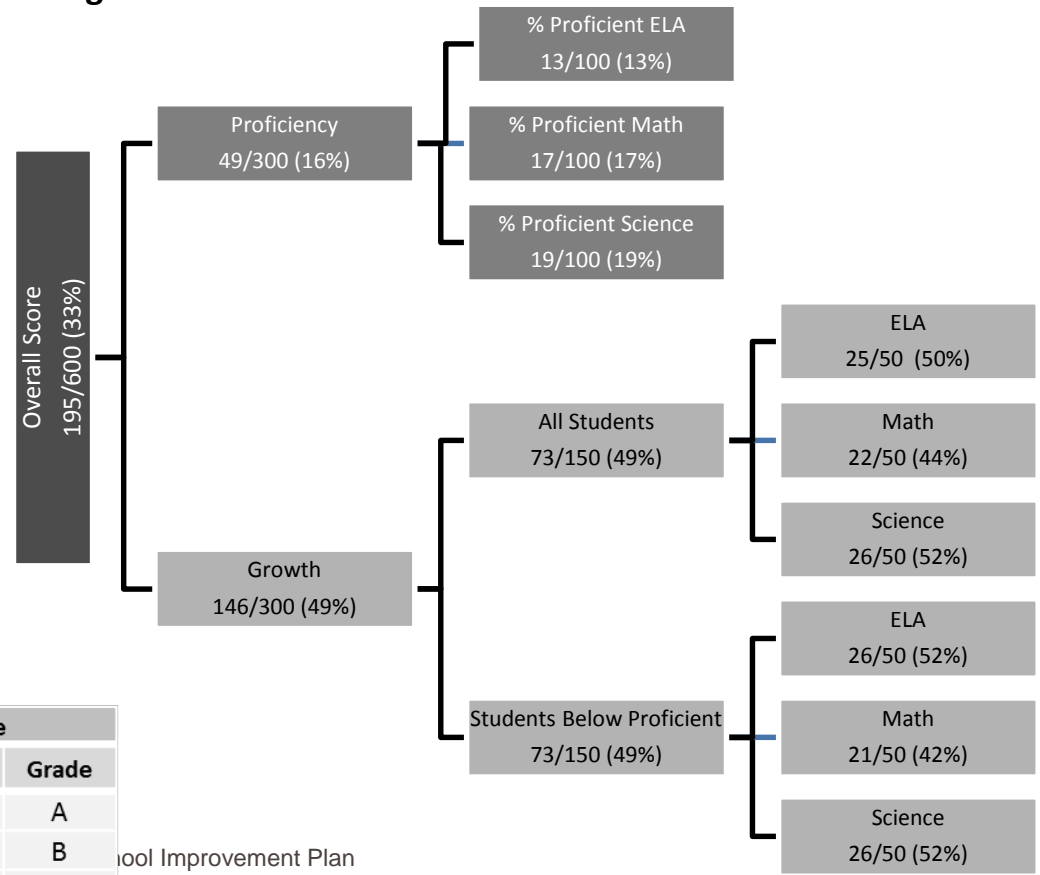 % Proficient ELA
13/100 (13%)
Proficiency
49/300 (16%)
% Proficient Math
17/100 (17%)
% Proficient Science
19/100 (19%)
Overall Score
195/600 (33%)
ELA
25/50 (50%)
All Students
73/150 (49%)
Math
22/50 (44%)
Science
26/50 (52%)
Growth
146/300 (49%)
ELA
26/50 (52%)
Students Below Proficient
73/150 (49%)
Math
21/50 (42%)
Science
26/50 (52%)
Grade
A
B
Improvement Plan